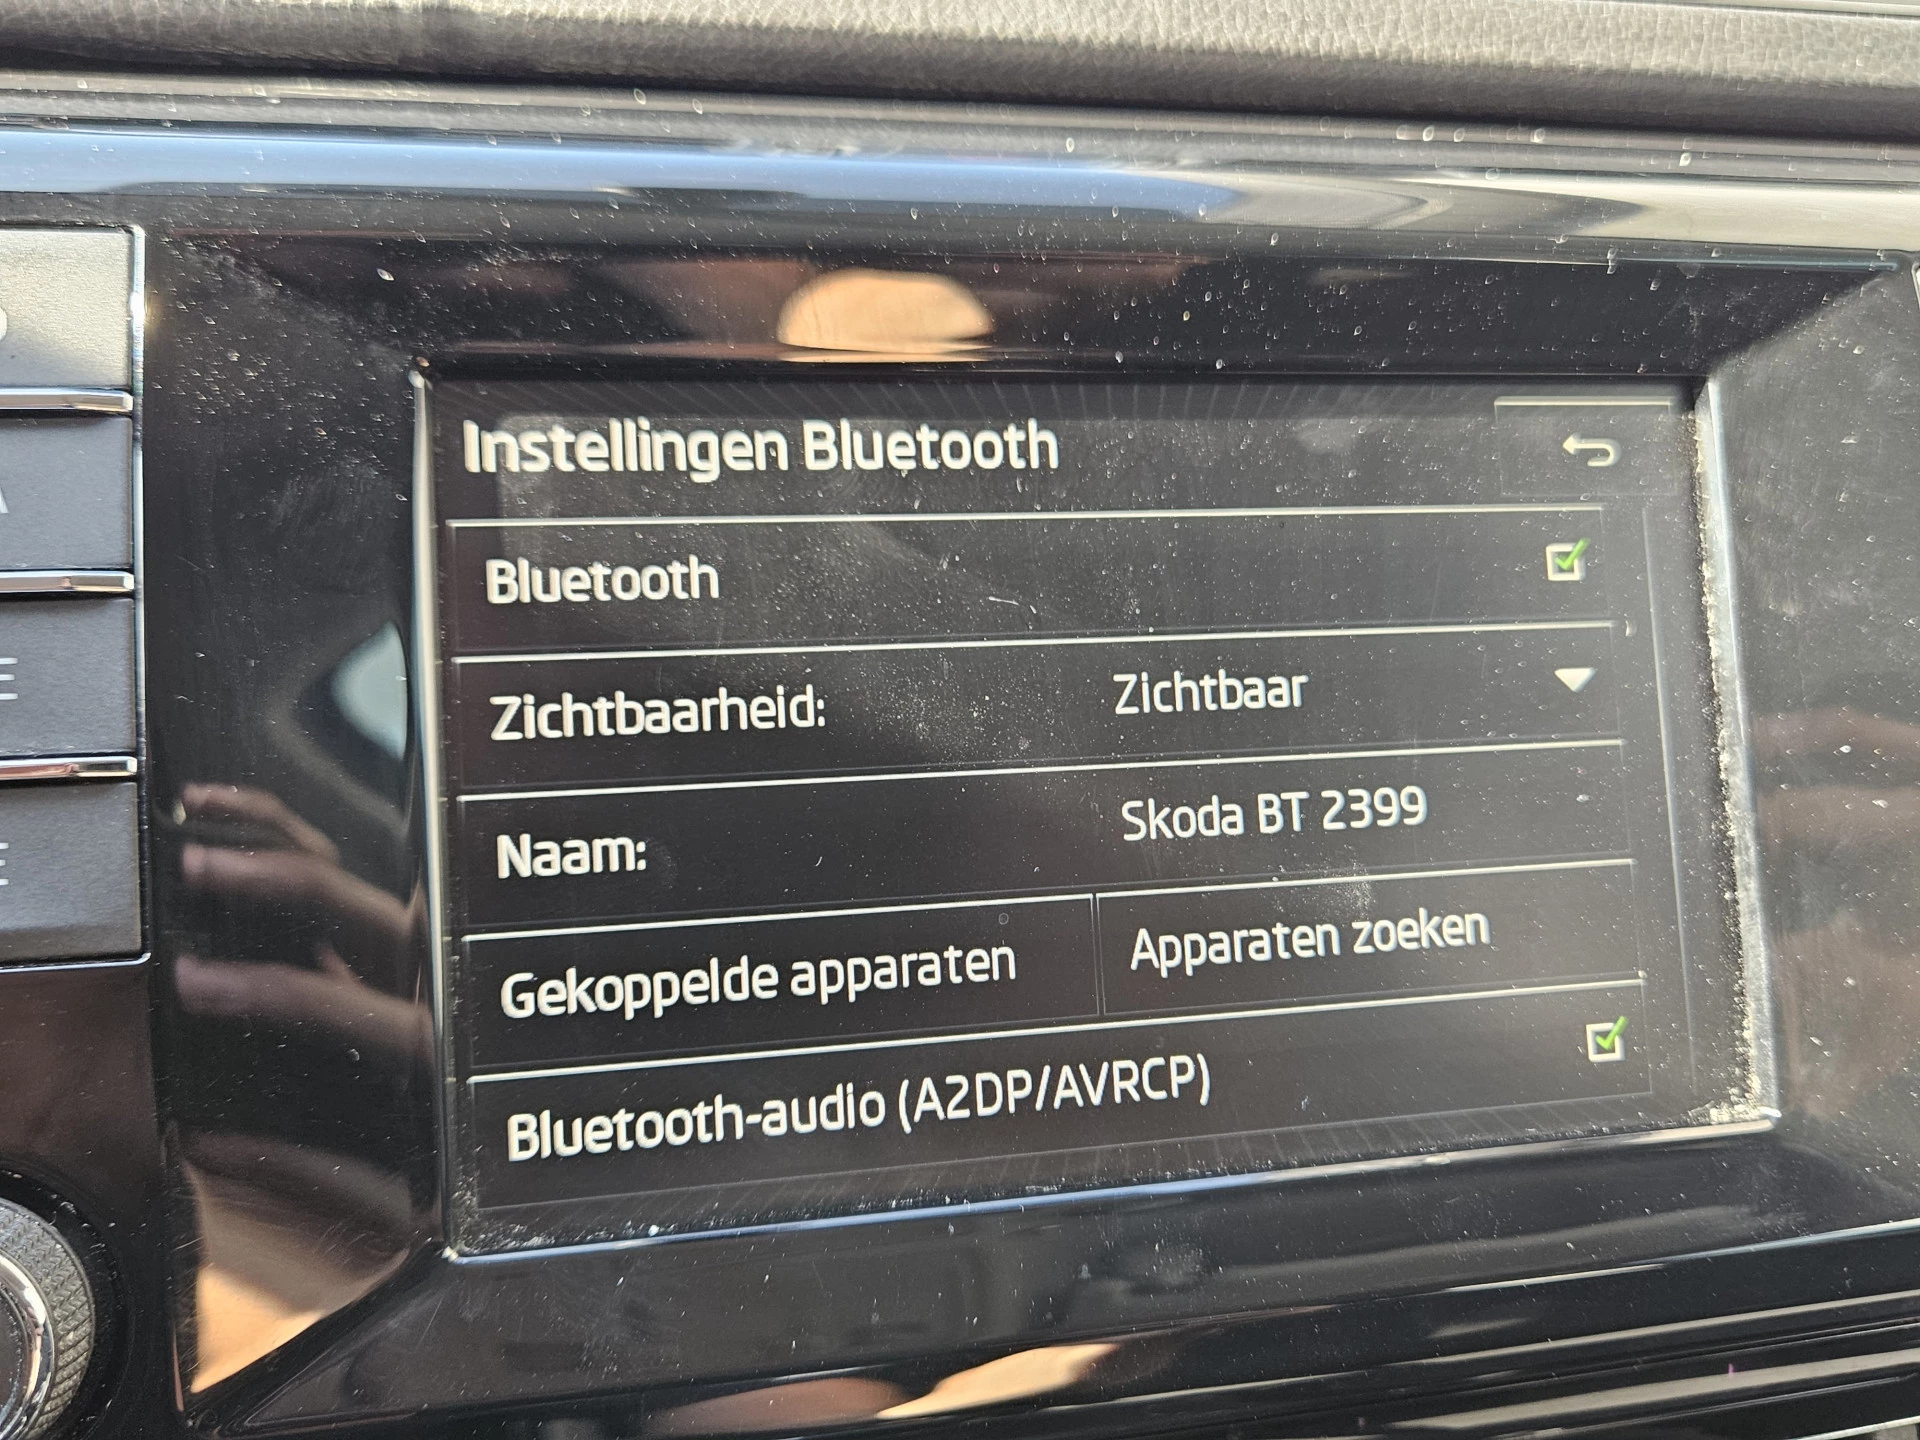 Instellingen Bluetooth
Bluetooth
Zichtbaarheid: Zichtbaar
Naam: Skoda BT 2399
Gekoppelde apparaten Apparaten zoeken
Bluetooth-audio (A2DP/AVRCP)